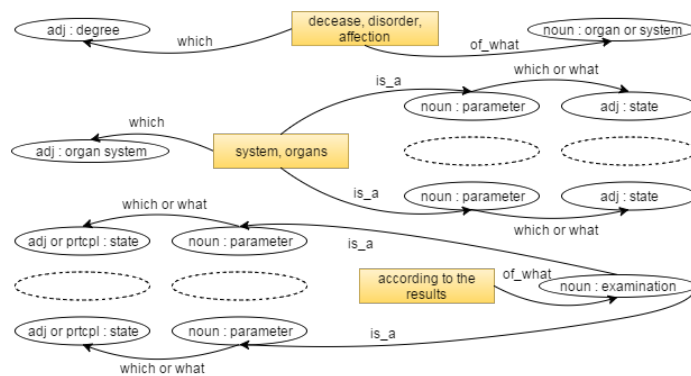 decease, disorder,
affection
adj : degree
which
of_what
noun : organ or system
is_a
which or what
noun : parameter
adj : state
which
adj : organ system
system, organs
is_a
noun : parameter
adj : state
which or what
which or what
adj or prtcpl : state
noun : parameter
is_a
according to the
results
of_what
noun : examination
adj or prtcpl : state
noun : parameter
is_a
which or what